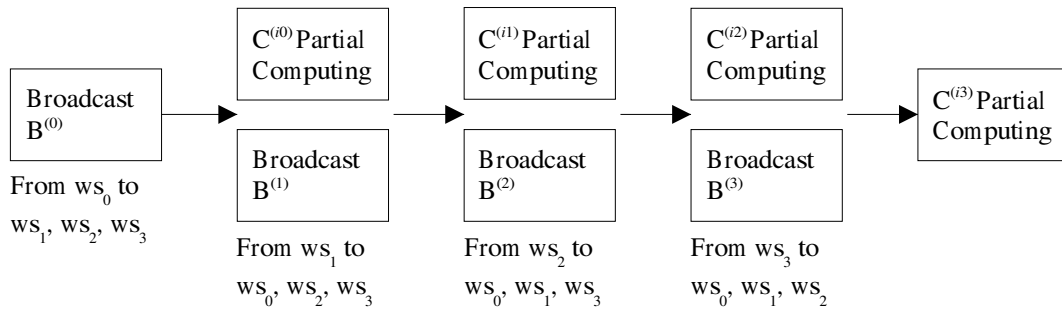 Broadcast
B⁽⁰⁾
From ws₀ to
ws₁, ws₂, ws₃
C⁽ⁱ⁰⁾ Partial
Computing
Broadcast
B⁽¹⁾
From ws₁ to
ws₀, ws₂, ws₃
C⁽ⁱ¹⁾ Partial
Computing
Broadcast
B⁽²⁾
From ws₂ to
ws₀, ws₁, ws₃
C⁽ⁱ²⁾ Partial
Computing
Broadcast
B⁽³⁾
From ws₃ to
ws₀, ws₁, ws₂
C⁽ⁱ³⁾ Partial
Computing